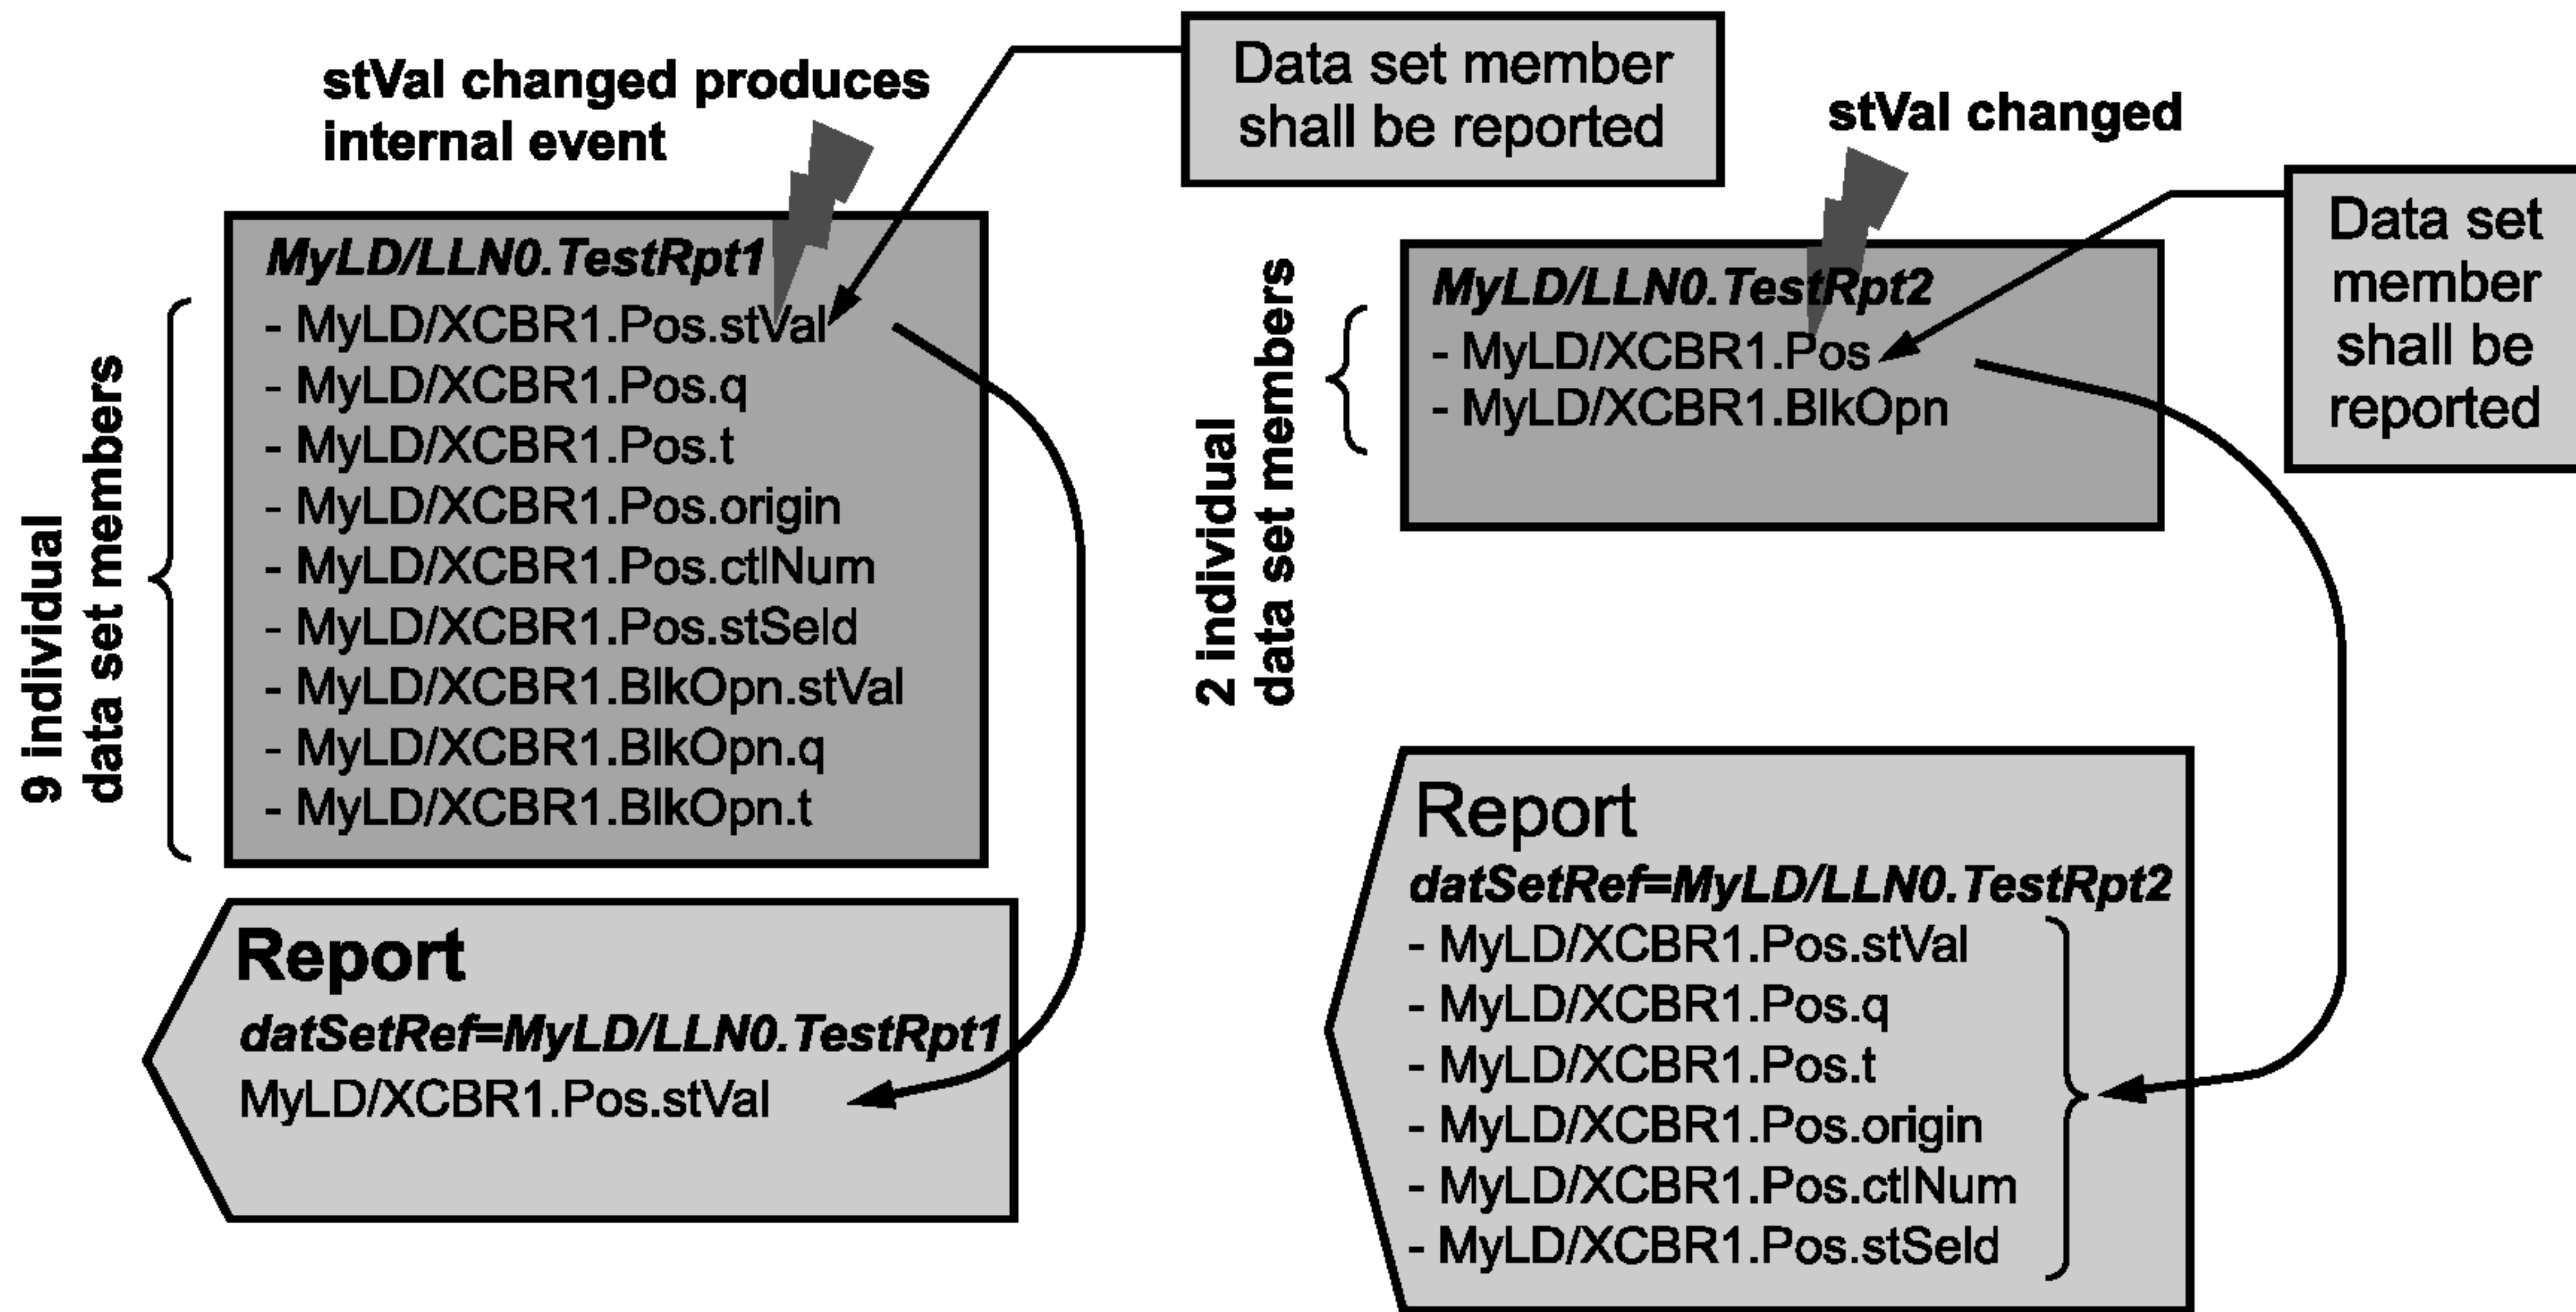 stVal changed produces
internal event
Data set member
shall be reported
9 individual
data set members
MyLD/LLN0.TestRpt1
- MyLD/XCBR1.Pos.stVal
- MyLD/XCBR1.Pos.q
- MyLD/XCBR1.Pos.t
- MyLD/XCBR1.Pos.origin
- MyLD/XCBR1.Pos.ctlNum
- MyLD/XCBR1.Pos.stSeld
- MyLD/XCBR1.BlkOpn.stVal
- MyLD/XCBR1.BlkOpn.q
- MyLD/XCBR1.BlkOpn.t
Report
datSetRef=MyLD/LLN0.TestRpt1
MyLD/XCBR1.Pos.stVal
stVal changed
Data set
member
shall be
reported
2 individual
data set members
MyLD/LLN0.TestRpt2
- MyLD/XCBR1.Pos
- MyLD/XCBR1.BlkOpn
Report
datSetRef=MyLD/LLN0.TestRpt2
- MyLD/XCBR1.Pos.stVal
- MyLD/XCBR1.Pos.q
- MyLD/XCBR1.Pos.t
- MyLD/XCBR1.Pos.origin
- MyLD/XCBR1.Pos.ctlNum
- MyLD/XCBR1.Pos.stSeld